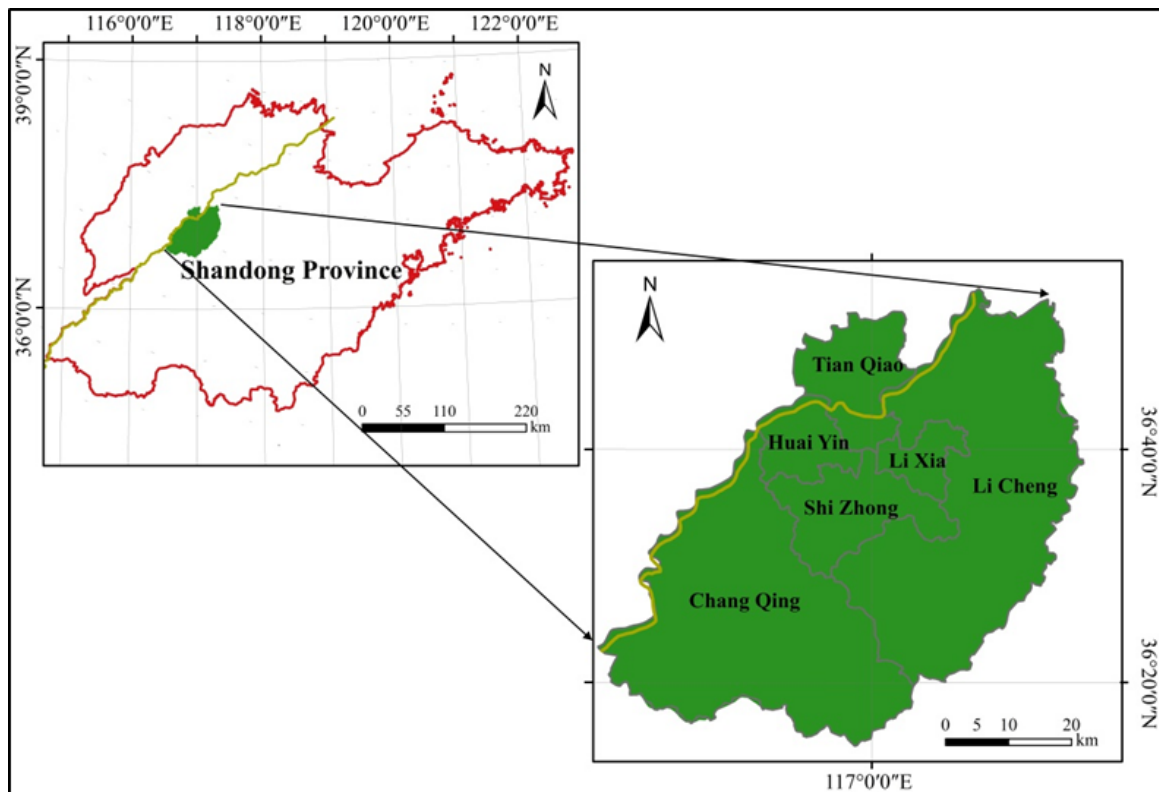 116°0'0"E 118°0'0"E 120°0'0"E 122°0'0"E
39°0'0"N
N
Shandong Province
36°0'0"N
0 55 110 220
km
N
Tian Qiao
Huai Yin
Li Xia
36°40'0"N
Li Cheng
Shi Zhong
Chang Qing
36°20'0"N
0 5 10 20
km
117°0'0"E